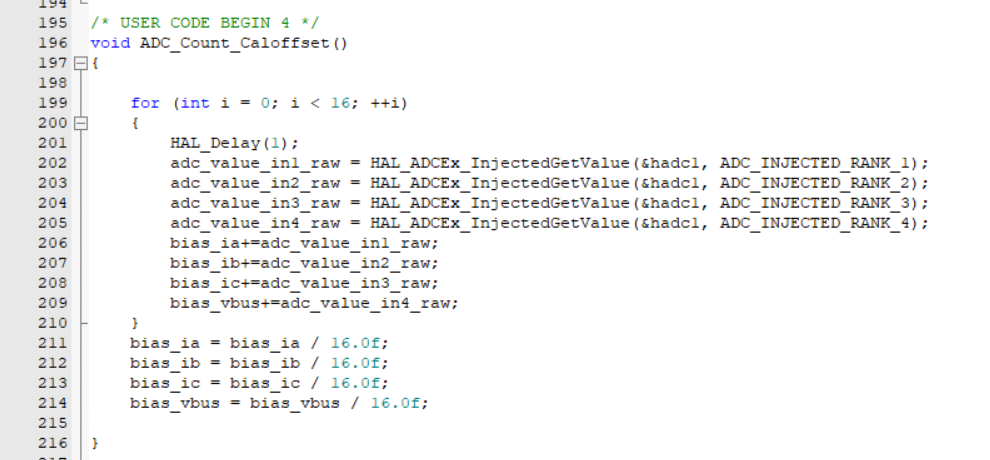 194
195 /* USER CODE BEGIN 4 */
196 void ADC_Count_Caloffset()
197 {
198
199 for (int i = 0; i < 16; ++i)
200 {
201 HAL_Delay(1);
202 adc_value_in1_raw = HAL_ADCEx_InjectedGetValue(&hadc1, ADC_INJECTED_RANK_1);
203 adc_value_in2_raw = HAL_ADCEx_InjectedGetValue(&hadc1, ADC_INJECTED_RANK_2);
204 adc_value_in3_raw = HAL_ADCEx_InjectedGetValue(&hadc1, ADC_INJECTED_RANK_3);
205 adc_value_in4_raw = HAL_ADCEx_InjectedGetValue(&hadc1, ADC_INJECTED_RANK_4);
206 bias_ia+=adc_value_in1_raw;
207 bias_ib+=adc_value_in2_raw;
208 bias_ic+=adc_value_in3_raw;
209 bias_vbus+=adc_value_in4_raw;
210 }
211 bias_ia = bias_ia / 16.0f;
212 bias_ib = bias_ib / 16.0f;
213 bias_ic = bias_ic / 16.0f;
214 bias_vbus = bias_vbus / 16.0f;
215
216 }